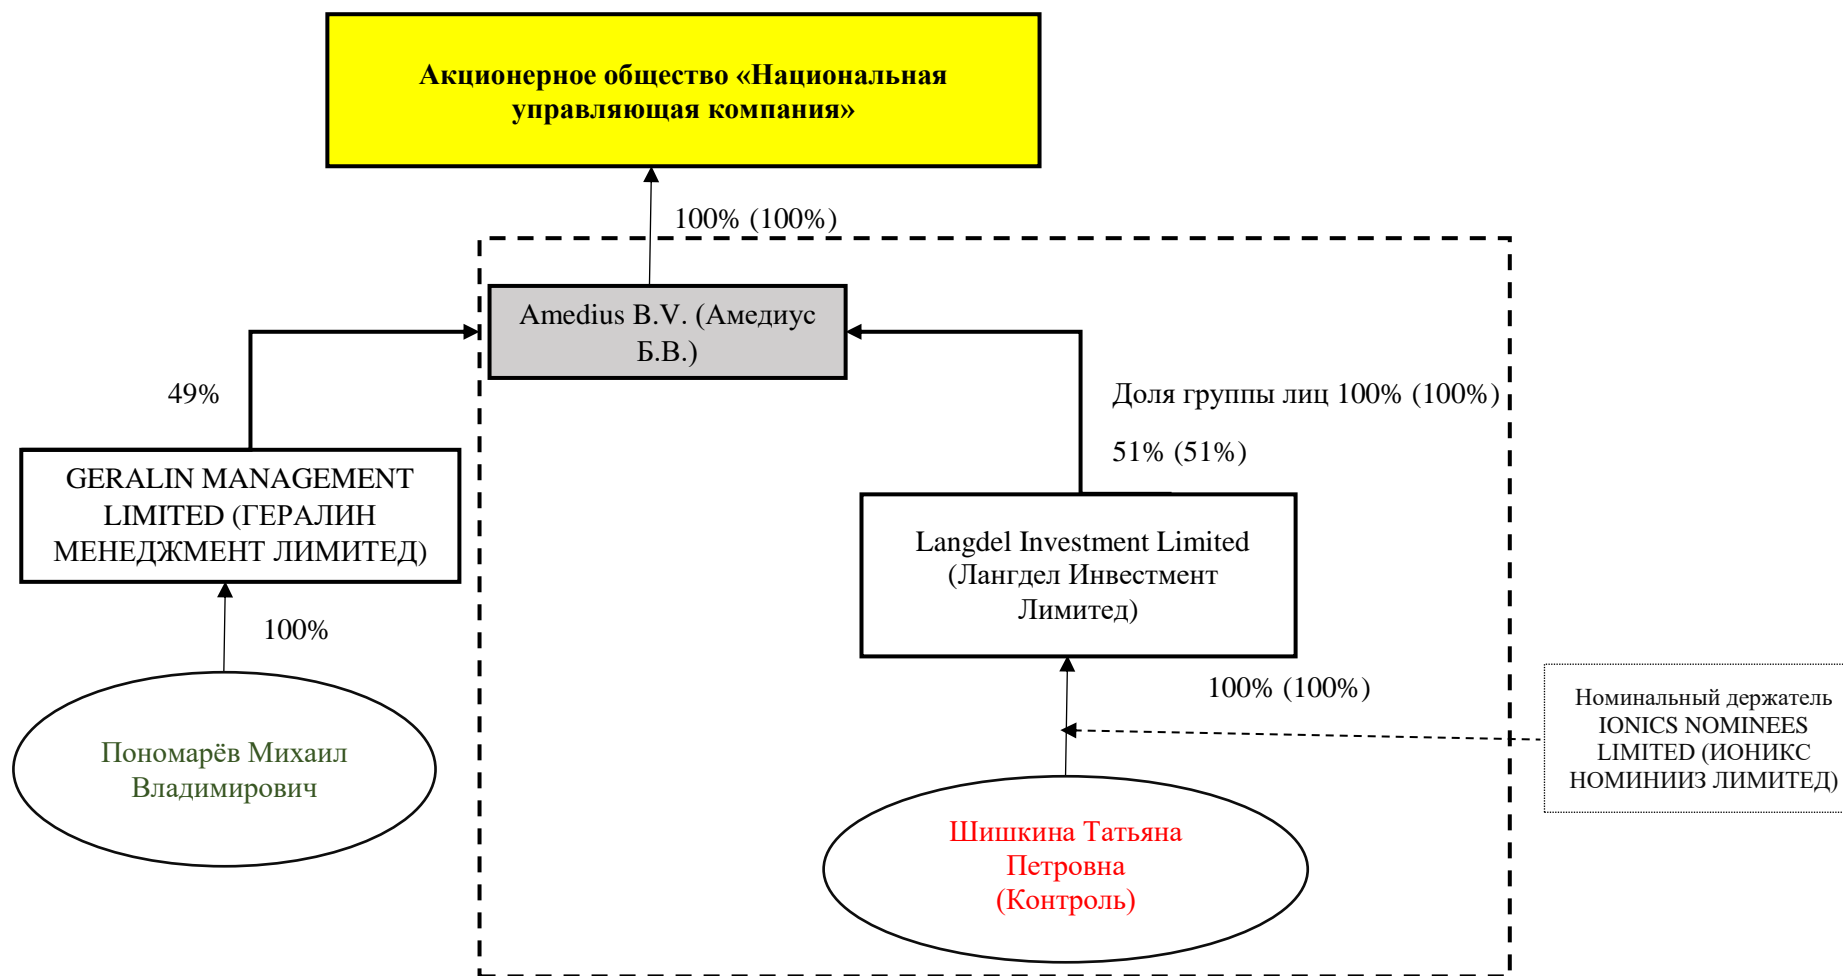 Акционерное общество «Национальная
управляющая компания»
100% (100%)
Amedius B.V. (Амедиус
Б.В.)
49%
Доля группы лиц 100% (100%)
51% (51%)
GERALIN MANAGEMENT
LIMITED (ГЕРАЛИН
МЕНЕДЖМЕНТ ЛИМИТЕД)
Langdel Investment Limited
(Лангдел Инвестмент
Лимитед)
100%
100% (100%)
Номинальный держатель
IONICS NOMINEES
LIMITED (ИОНИКС
НОМИНИИЗ ЛИМИТЕД)
Пономарёв Михаил
Владимирович
Шишкина Татьяна
Петровна
(Контроль)